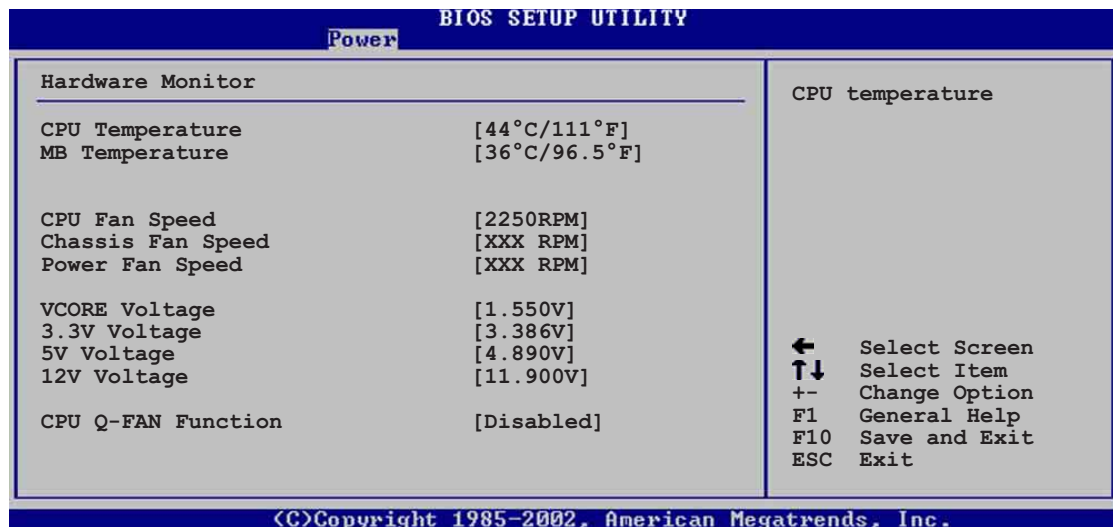 BIOS SETUP UTILITY
Power
Hardware Monitor
CPU Temperature [44°C/111°F]
MB Temperature [36°C/96.5°F]
CPU Fan Speed [2250RPM]
Chassis Fan Speed [XXX RPM]
Power Fan Speed [XXX RPM]
VCORE Voltage [1.550V]
3.3V Voltage [3.386V]
5V Voltage [4.890V]
12V Voltage [11.900V]
CPU Q-FAN Function [Disabled]
CPU temperature
← Select Screen
↑↓ Select Item
+- Change Option
F1 General Help
F10 Save and Exit
ESC Exit
(C)Copyright 1985-2002, American Megatrends, Inc.